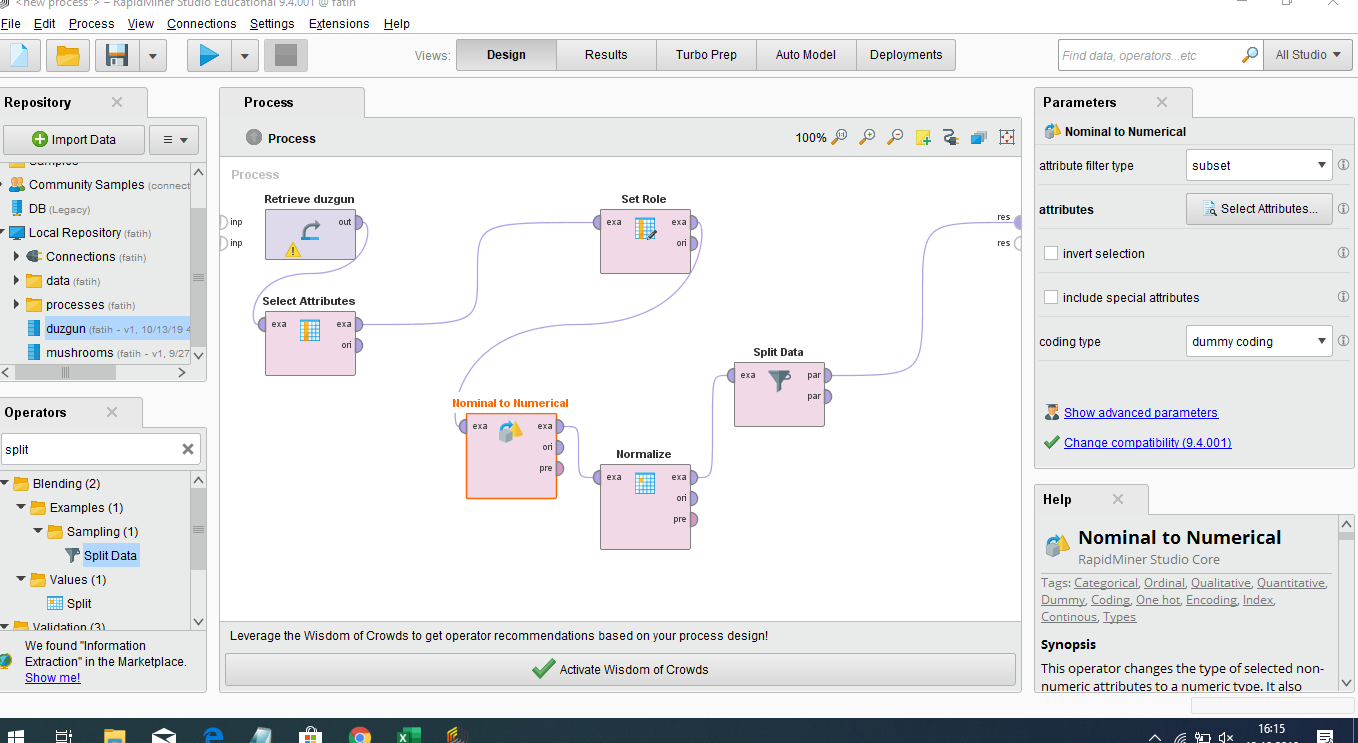 <new process*> – RapidMiner Studio Educational 9.4.001 @ fatih
File Edit Process View Connections Settings Extensions Help
Views: Design Results Turbo Prep Auto Model Deployments
Find data, operators...etc
All Studio
Repository
Import Data
Samples
Community Samples (connect
DB (Legacy)
Local Repository (fatih)
Connections (fatih)
data (fatih)
processes (fatih)
duzgun (fatih - v1, 10/13/19 4
mushrooms (fatih - v1, 9/27
Operators
split
Blending (2)
Examples (1)
Sampling (1)
Split Data
Values (1)
Split
Validation (3)
We found "Information
Extraction" in the Marketplace.
Show me!
Process
Process
100%
Process
inp
inp
Retrieve duzgun
out
Select Attributes
exa exa
ori
Set Role
exa exa
ori
res
res
Nominal to Numerical
exa exa
ori
pre
Normalize
exa exa
ori
pre
Split Data
exa par
par
Leverage the Wisdom of Crowds to get operator recommendations based on your process design!
Activate Wisdom of Crowds
Parameters
Nominal to Numerical
attribute filter type subset
attributes Select Attributes...
invert selection
include special attributes
coding type dummy coding
Show advanced parameters
Change compatibility (9.4.001)
Help
Nominal to Numerical
RapidMiner Studio Core
Tags: Categorical, Ordinal, Qualitative, Quantitative,
Dummy, Coding, One hot, Encoding, Index,
Continous, Types
Synopsis
This operator changes the type of selected non-
numeric attributes to a numeric type. It also
16:15